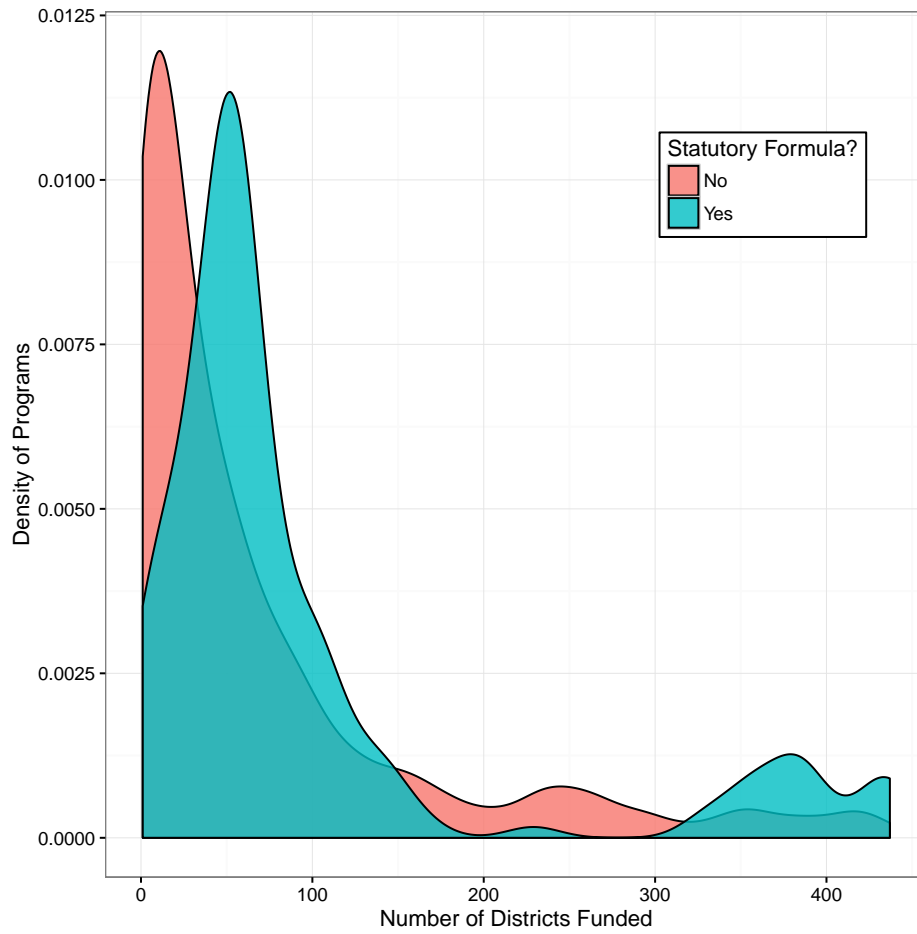 0.0125
0.0100
0.0075
0.0050
0.0025
0.0000
Density of Programs
Statutory Formula?
No
Yes
0 100 200 300 400
Number of Districts Funded